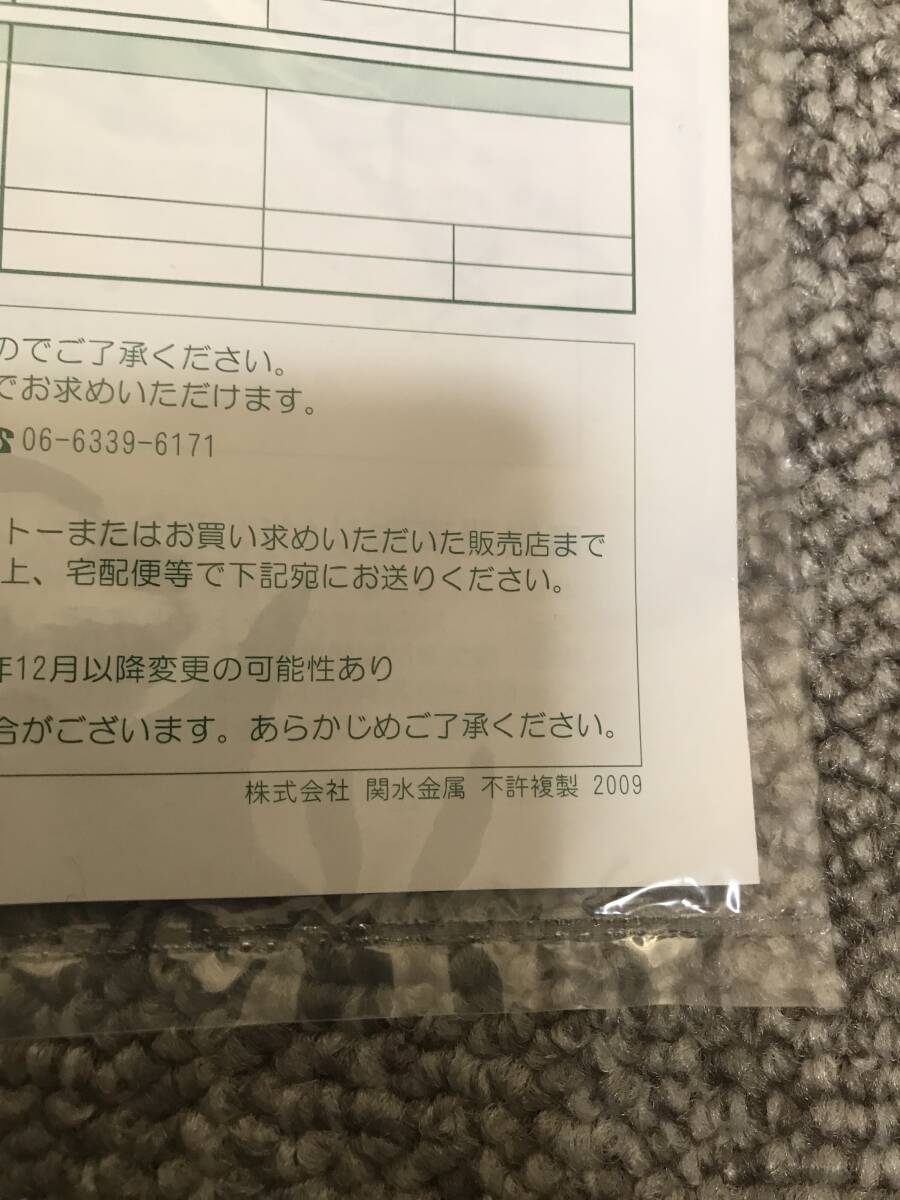 のでご了承ください。
でお求めいただけます。
☎06-6339-6171
トーまたはお買い求めいただいた販売店まで
上、宅配便等で下記宛にお送りください。
年12月以降変更の可能性あり
合がございます。あらかじめご了承ください。
株式会社 関水金属 不許複製 2009